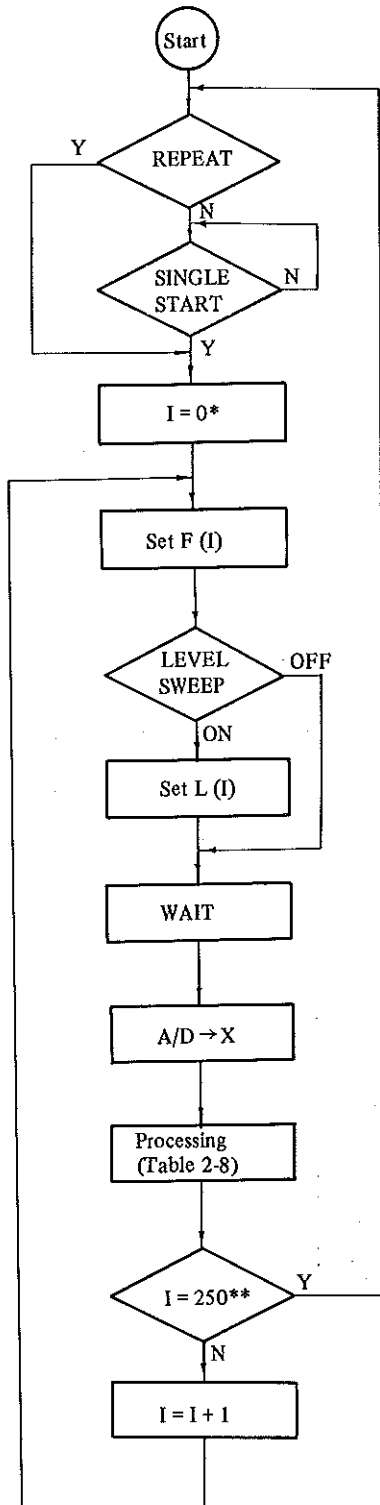 Start
Y
REPEAT
N
SINGLE
START
N
Y
I = 0*
Set F (I)
LEVEL
SWEEP
OFF
ON
Set L (I)
WAIT
A/D → X
Processing
(Table 2-8)
I = 250**
Y
N
I = I + 1